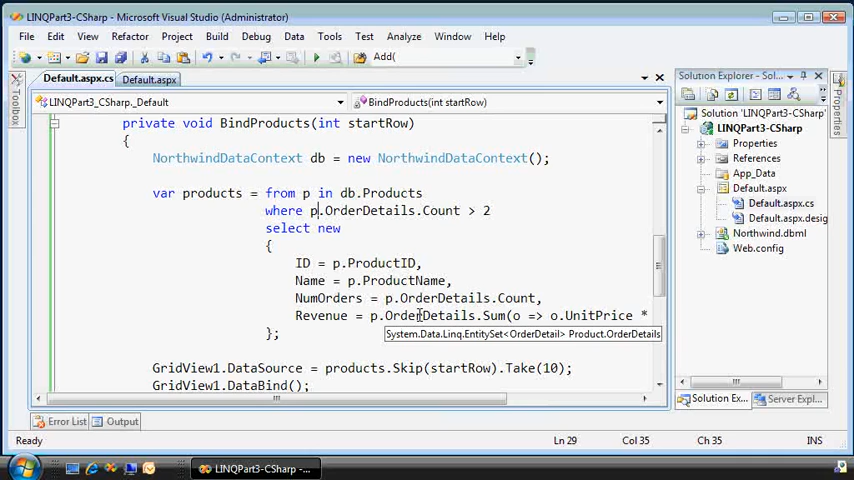 LINQPart3-CSharp - Microsoft Visual Studio (Administrator)
File Edit View Refactor Project Build Debug Data Tools Test Analyze Window Help
Add(
Default.aspx.cs Default.aspx
Toolbox
LINQPart3_CSharp._Default BindProducts(int startRow)
private void BindProducts(int startRow)
{
NorthwindDataContext db = new NorthwindDataContext();
var products = from p in db.Products
where p.OrderDetails.Count > 2
select new
{
ID = p.ProductID,
Name = p.ProductName,
NumOrders = p.OrderDetails.Count,
Revenue = p.OrderDetails.Sum(o => o.UnitPrice *
System.Data.Linq.EntitySet<OrderDetail> Product.OrderDetails
};
GridView1.DataSource = products.Skip(startRow).Take(10);
GridView1.DataBind();
Solution Explorer - Sol...
Solution 'LINQPart3-CSharp'
LINQPart3-CSharp
Properties
References
App_Data
Default.aspx
Default.aspx.cs
Default.aspx.desig
Northwind.dbml
Web.config
Solution Ex... Server Expl...
Properties
Error List Output
Ready Ln 29 Col 35 Ch 35 INS
LINQPart3-CSharp -...